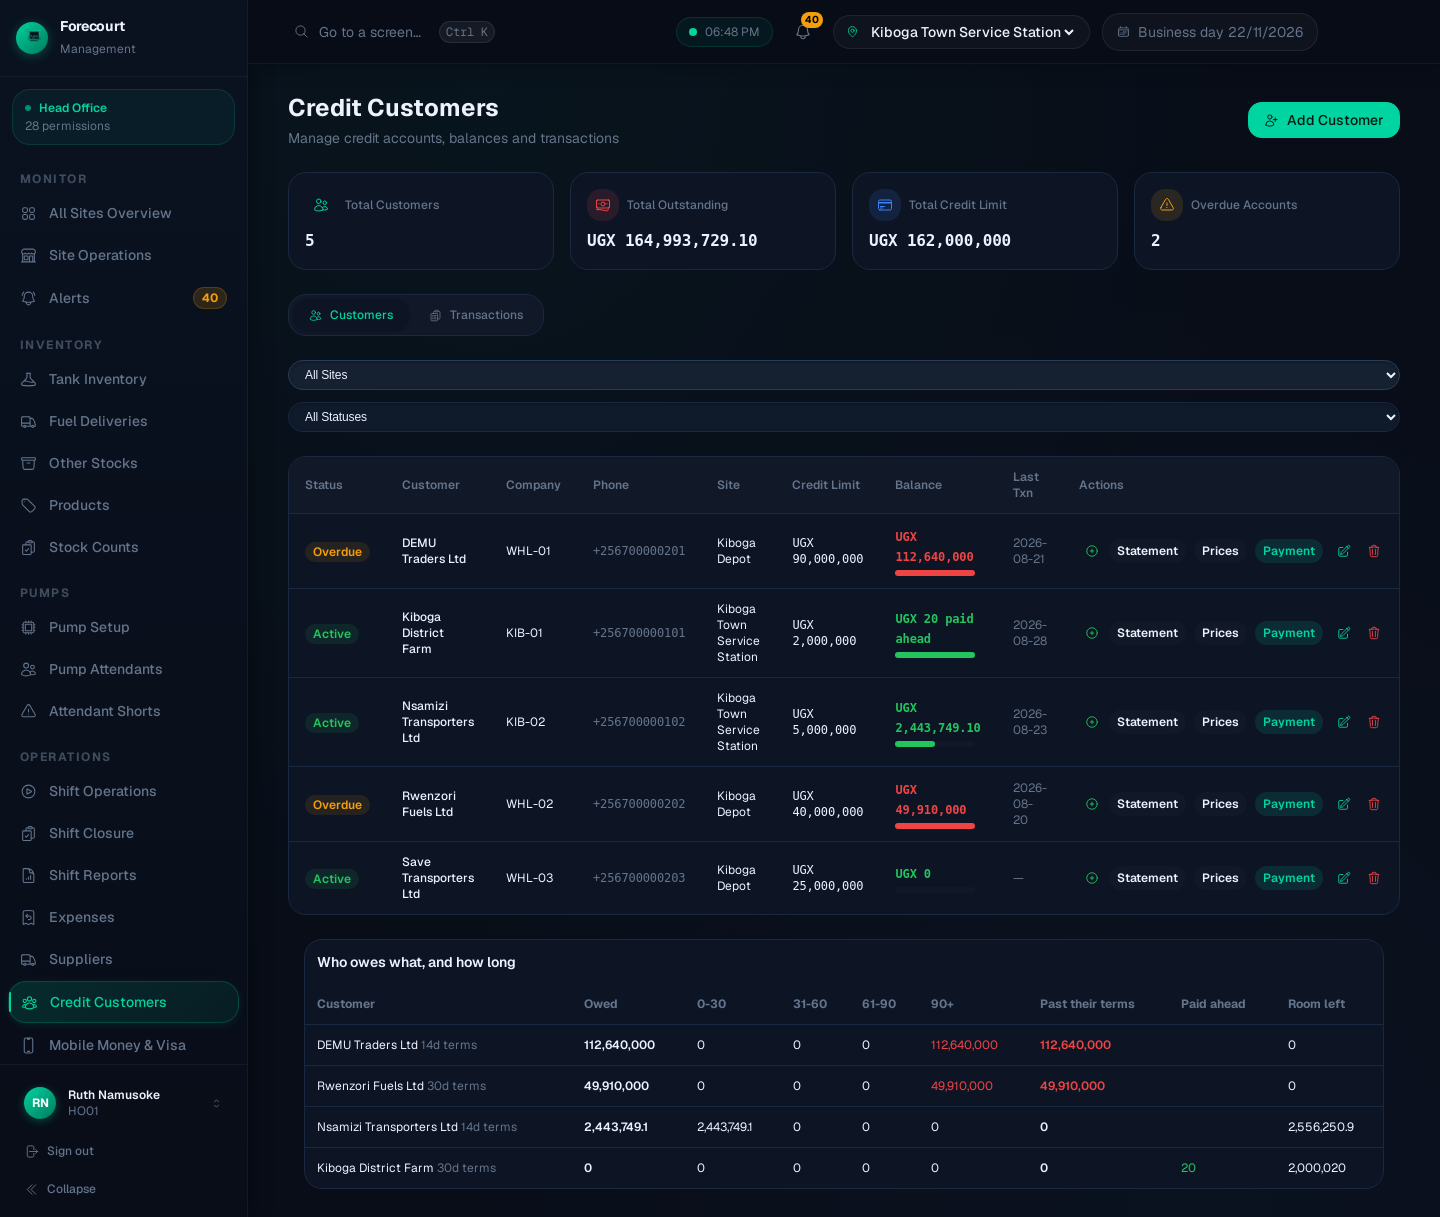 Forecourt
Management
Go to a screen...
Ctrl K
06:48 PM
40
Kiboga Town Service Station
Business day 22/11/2026
Head Office
28 permissions
MONITOR
All Sites Overview
Site Operations
Alerts
40
INVENTORY
Tank Inventory
Fuel Deliveries
Other Stocks
Products
Stock Counts
PUMPS
Pump Setup
Pump Attendants
Attendant Shorts
OPERATIONS
Shift Operations
Shift Closure
Shift Reports
Expenses
Suppliers
Credit Customers
Mobile Money & Visa
RN
Ruth Namusoke
HO01
Sign out
Collapse
Credit Customers
Manage credit accounts, balances and transactions
Add Customer
Total Customers
5
Total Outstanding
UGX 164,993,729.10
Total Credit Limit
UGX 162,000,000
Overdue Accounts
2
Customers
Transactions
All Sites
All Statuses
Status Customer Company Phone Site Credit Limit Balance Last Txn Actions
Overdue DEMU Traders Ltd WHL-01 +256700000201 Kiboga Depot UGX 90,000,000 UGX 112,640,000 2026-08-21 Statement Prices Payment
Active Kiboga District Farm KIB-01 +256700000101 Kiboga Town Service Station UGX 2,000,000 UGX 20 paid ahead 2026-08-28 Statement Prices Payment
Active Nsamizi Transporters Ltd KIB-02 +256700000102 Kiboga Town Service Station UGX 5,000,000 UGX 2,443,749.10 2026-08-23 Statement Prices Payment
Overdue Rwenzori Fuels Ltd WHL-02 +256700000202 Kiboga Depot UGX 40,000,000 UGX 49,910,000 2026-08-20 Statement Prices Payment
Active Save Transporters Ltd WHL-03 +256700000203 Kiboga Depot UGX 25,000,000 UGX 0 — Statement Prices Payment
Who owes what, and how long
Customer Owed 0-30 31-60 61-90 90+ Past their terms Paid ahead Room left
DEMU Traders Ltd 14d terms 112,640,000 0 0 0 112,640,000 112,640,000 0
Rwenzori Fuels Ltd 30d terms 49,910,000 0 0 0 49,910,000 49,910,000 0
Nsamizi Transporters Ltd 14d terms 2,443,749.1 2,443,749.1 0 0 0 0 2,556,250.9
Kiboga District Farm 30d terms 0 0 0 0 0 0 20 2,000,020